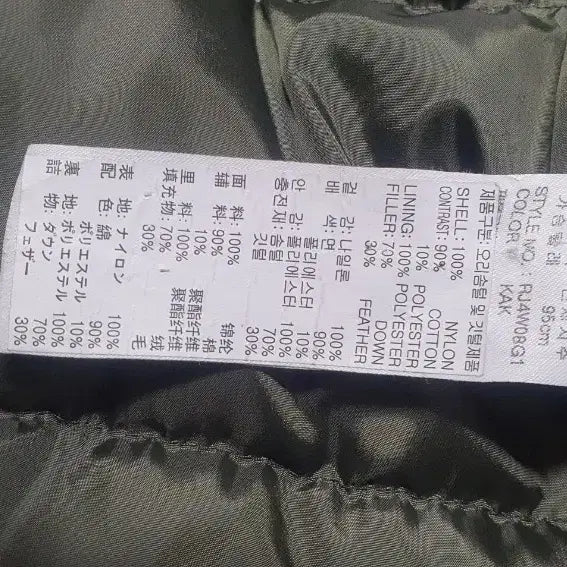 가슴둘레 95cm
STYLE NO. : RJ4W08G1
COLOR : KAK
제품구분: 오리솜털 및 깃털제품
SHELL : 100% NYLON
CONTRAST : 90% COTTON
10% POLYESTER
LINING : 100% POLYESTER
FILLER : 70% DOWN
30% FEATHER
겉 감: 나일론 100%
배 색: 면 90%
폴리에스터 10%
안 감: 폴리에스터 100%
충전재: 솜털 70%
깃털 30%
面 料: 100% 锦纶
辅 料: 90% 棉
10% 聚酯纤维
里 料: 100% 聚酯纤维
填充物: 70% 绒
30% 毛
表 地: ナイロン 100%
配 色: 綿 90%
ポリエステル 10%
裏 地: ポリエステル 100%
詰 物: ダウン 70%
フェザー 30%